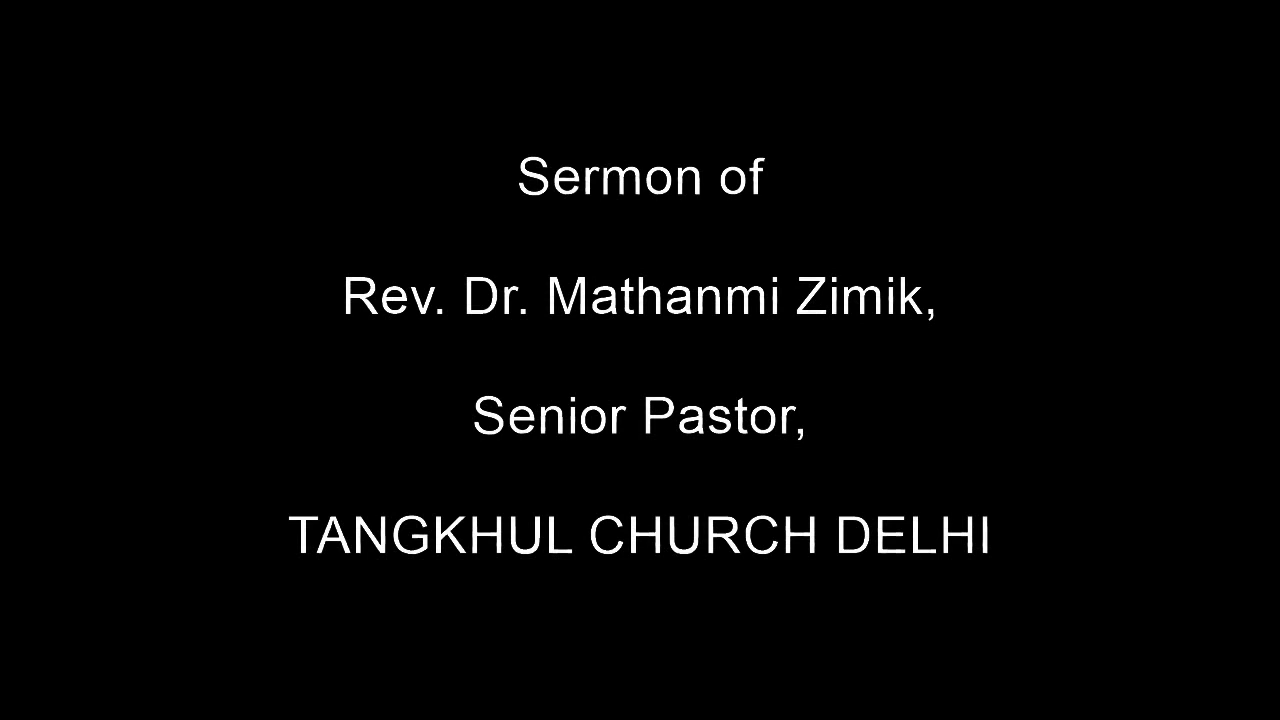 Sermon of
Rev. Dr. Mathanmi Zimik,
Senior Pastor,
TANGKHUL CHURCH DELHI